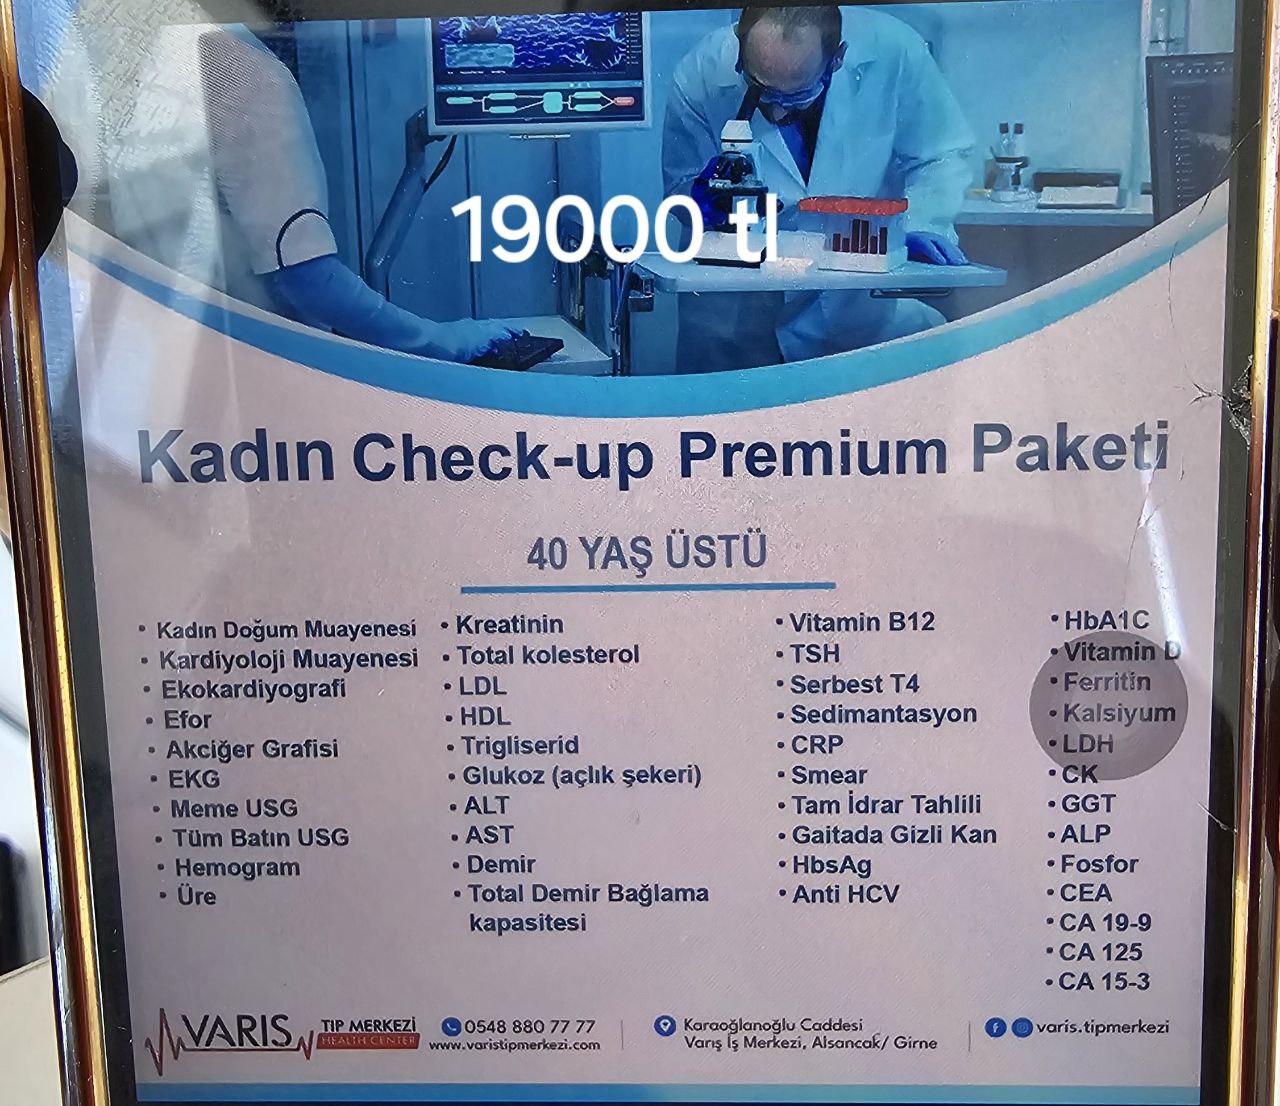 19000 tl
Kadın Check-up Premium Paketi
40 YAŞ ÜSTÜ
• Kadın Doğum Muayenesi
• Kardiyoloji Muayenesi
• Ekokardiyografi
• Efor
• Akciğer Grafisi
• EKG
• Meme USG
• Tüm Batın USG
• Hemogram
• Üre
• Kreatinin
• Total kolesterol
• LDL
• HDL
• Trigliserid
• Glukoz (açlık şekeri)
• ALT
• AST
• Demir
• Total Demir Bağlama
kapasitesi
• Vitamin B12
• TSH
• Serbest T4
• Sedimantasyon
• CRP
• Smear
• Tam İdrar Tahlili
• Gaitada Gizli Kan
• HbsAg
• Anti HCV
• HbA1C
• Vitamin D
• Ferritin
• Kalsiyum
• LDH
• CK
• GGT
• ALP
• Fosfor
• CEA
• CA 19-9
• CA 125
• CA 15-3
VARIS TIP MERKEZİ
HEALTH CENTER
0548 880 77 77
www.varistipmerkezi.com
Karaoğlanoğlu Caddesi
Varış İş Merkezi, Alsancak/ Girne
varis.tipmerkezi